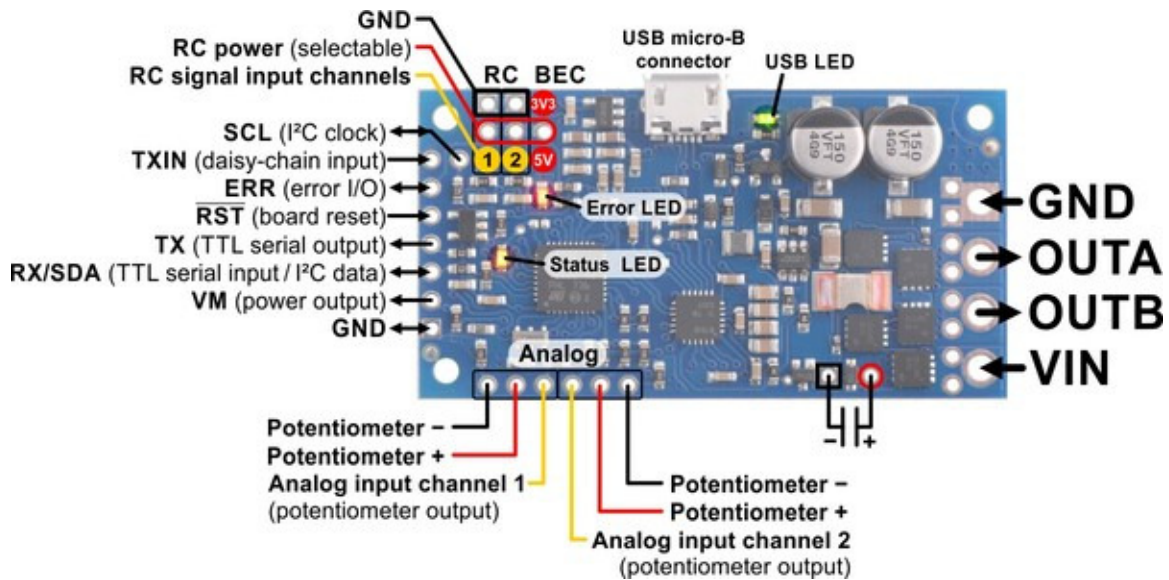 GND
RC power (selectable)
RC signal input channels
RC BEC
3V3
1 2 5V
USB micro-B
connector
USB LED
SCL (I²C clock)
TXIN (daisy-chain input)
ERR (error I/O)
RST (board reset)
TX (TTL serial output)
RX/SDA (TTL serial input / I²C data)
VM (power output)
GND
Error LED
Status LED
150
VFT
4G9
150
VFT
4G9
GND
OUTA
OUTB
VIN
Analog
Potentiometer −
Potentiometer +
Analog input channel 1
(potentiometer output)
Potentiometer −
Potentiometer +
Analog input channel 2
(potentiometer output)
− +